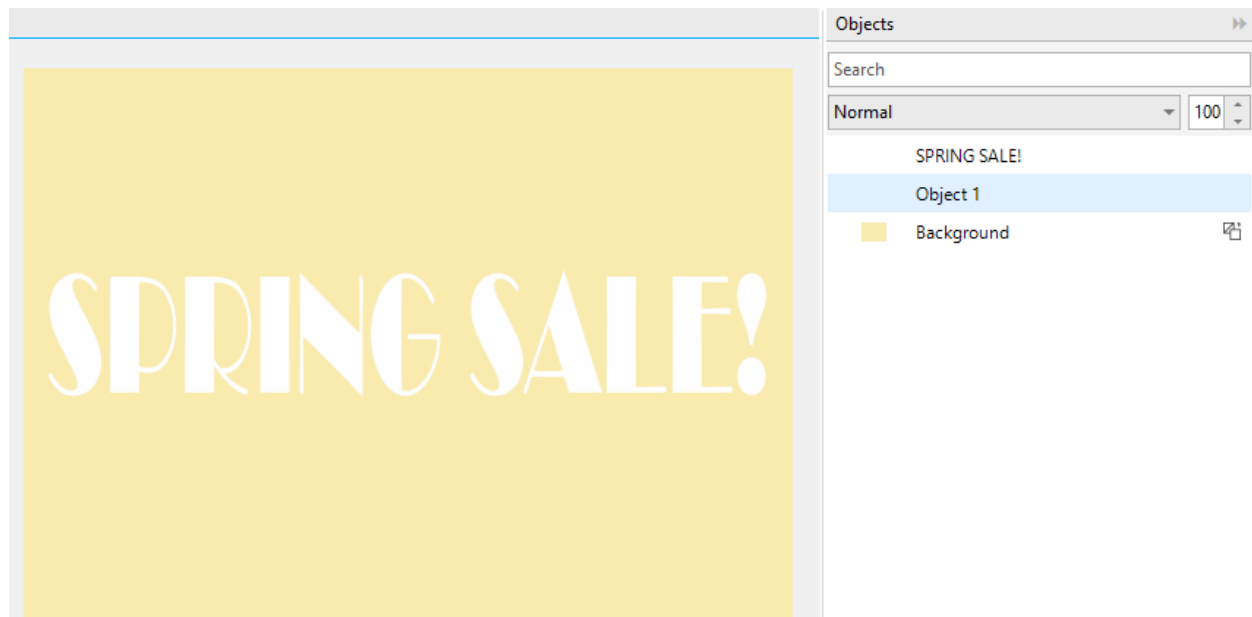 Objects
Search
Normal 100
SPRING SALE!
Object 1
Background
SPRING SALE!